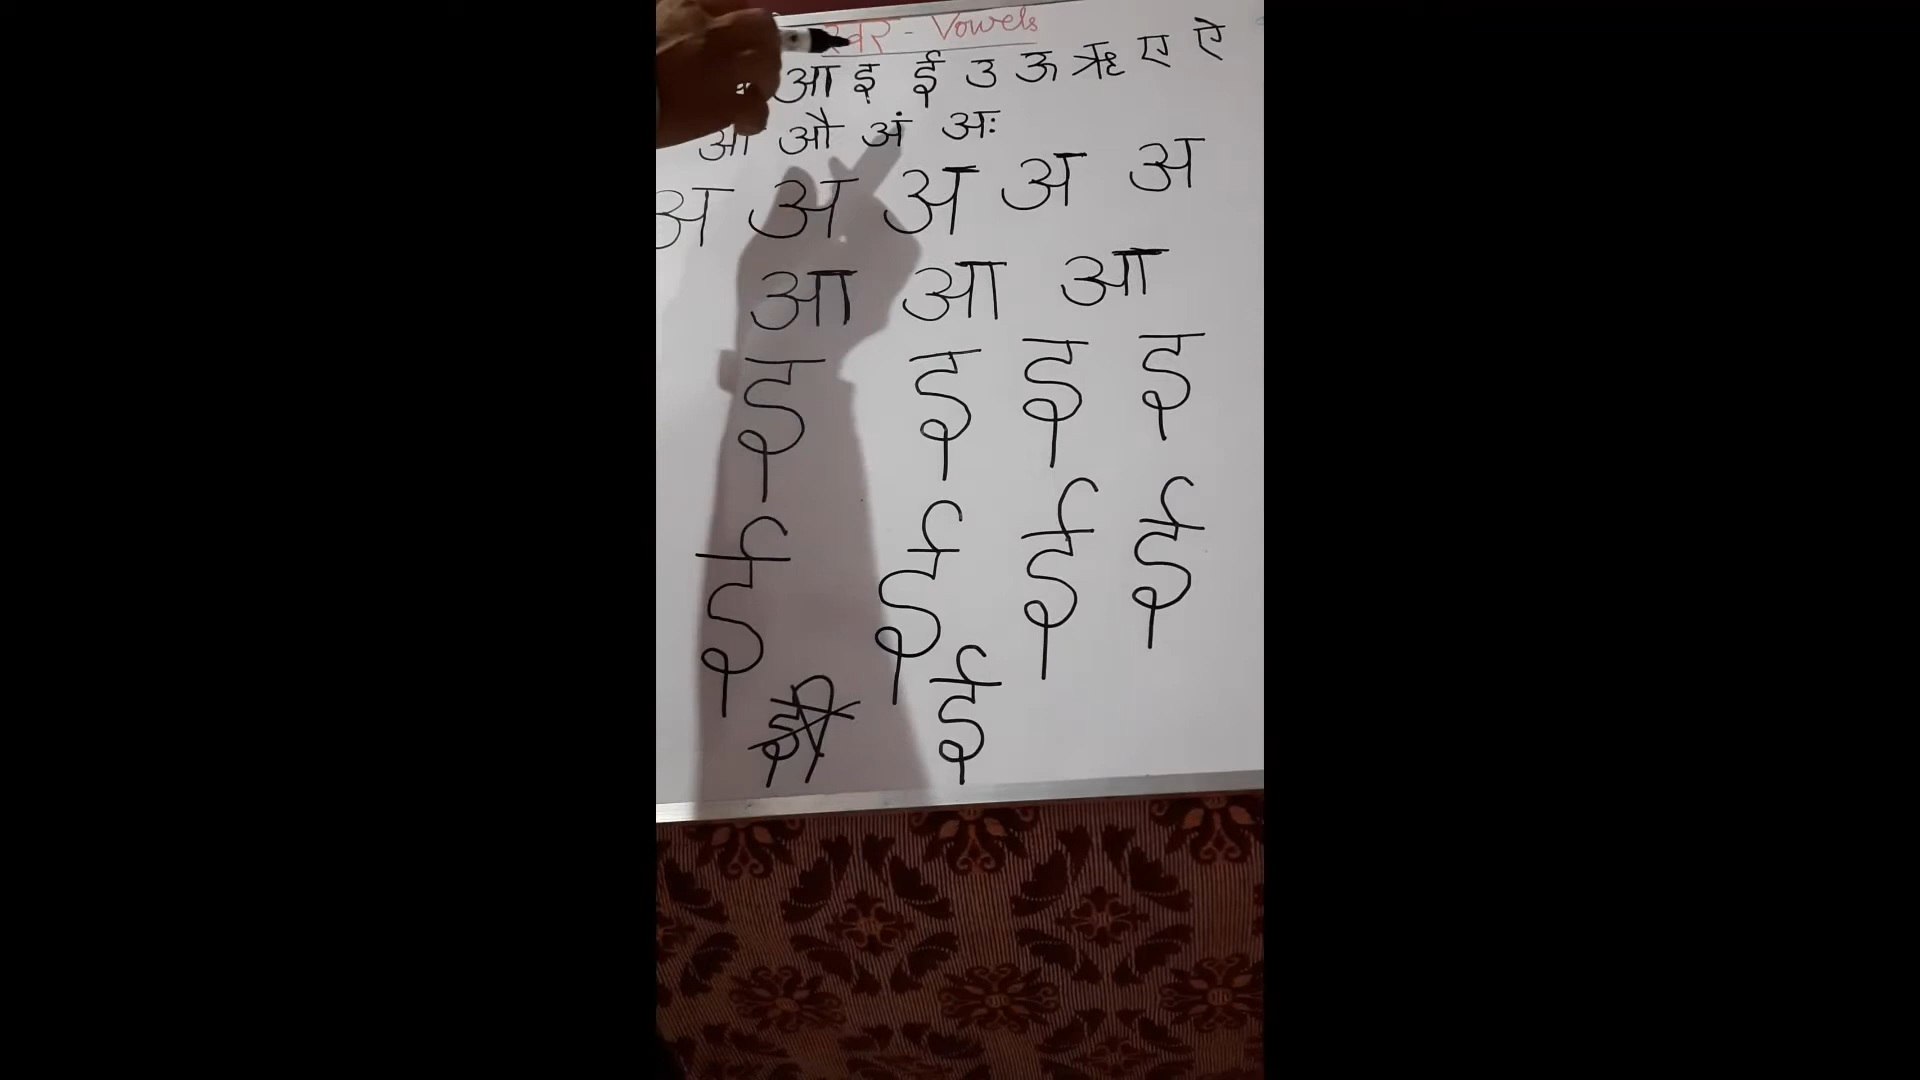 स्वर - Vowels
आ इ ई उ ऊ ऋ ए ऐ
औ अं अः
अ अ अ अ अ
आ आ आ
इ इ इ इ
ई ई ई ई
ई